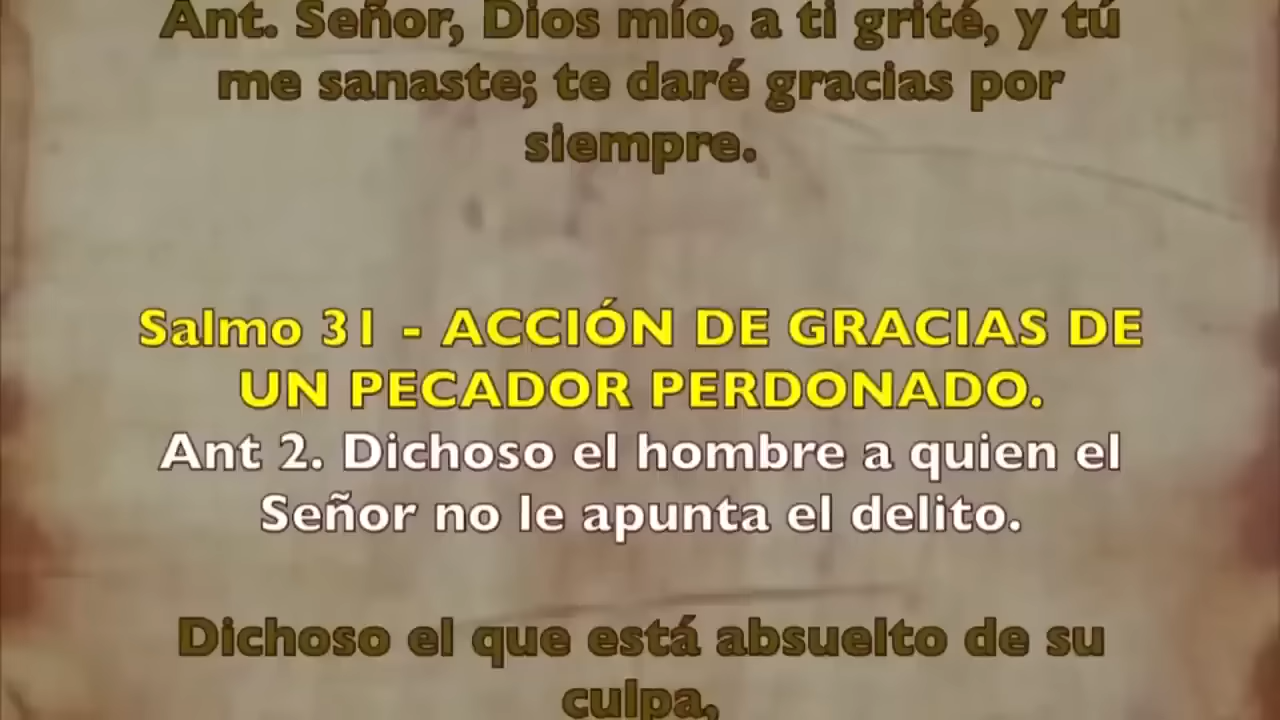 Ant. Señor, Dios mío, a ti grité, y tú
me sanaste; te daré gracias por
siempre.
Salmo 31 - ACCIÓN DE GRACIAS DE
UN PECADOR PERDONADO.
Ant 2. Dichoso el hombre a quien el
Señor no le apunta el delito.
Dichoso el que está absuelto de su
culpa,